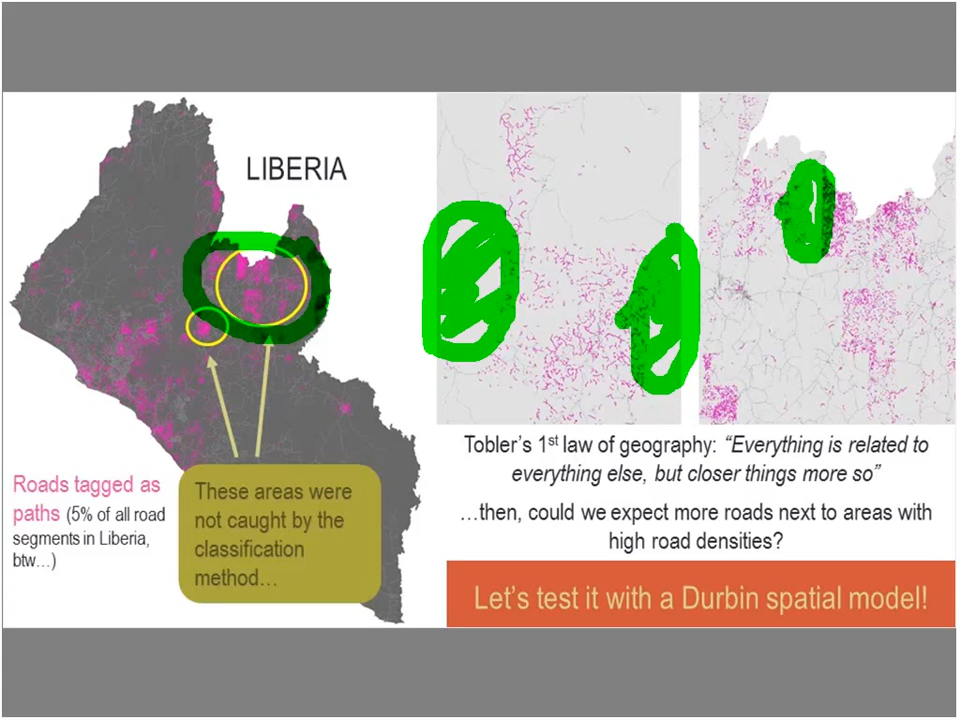 LIBERIA
Roads tagged as
paths (5% of all road
segments in Liberia,
btw…)
These areas were
not caught by the
classification
method…
Tobler's 1st law of geography: “Everything is related to
everything else, but closer things more so”
…then, could we expect more roads next to areas with
high road densities?
Let's test it with a Durbin spatial model!